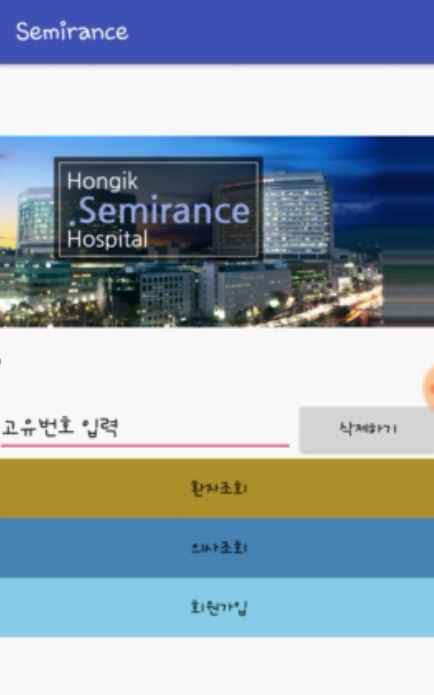 Semirance
Hongik
.Semirance
Hospital
고유번호 입력
삭제하기
환자조회
의사조회
회원가입